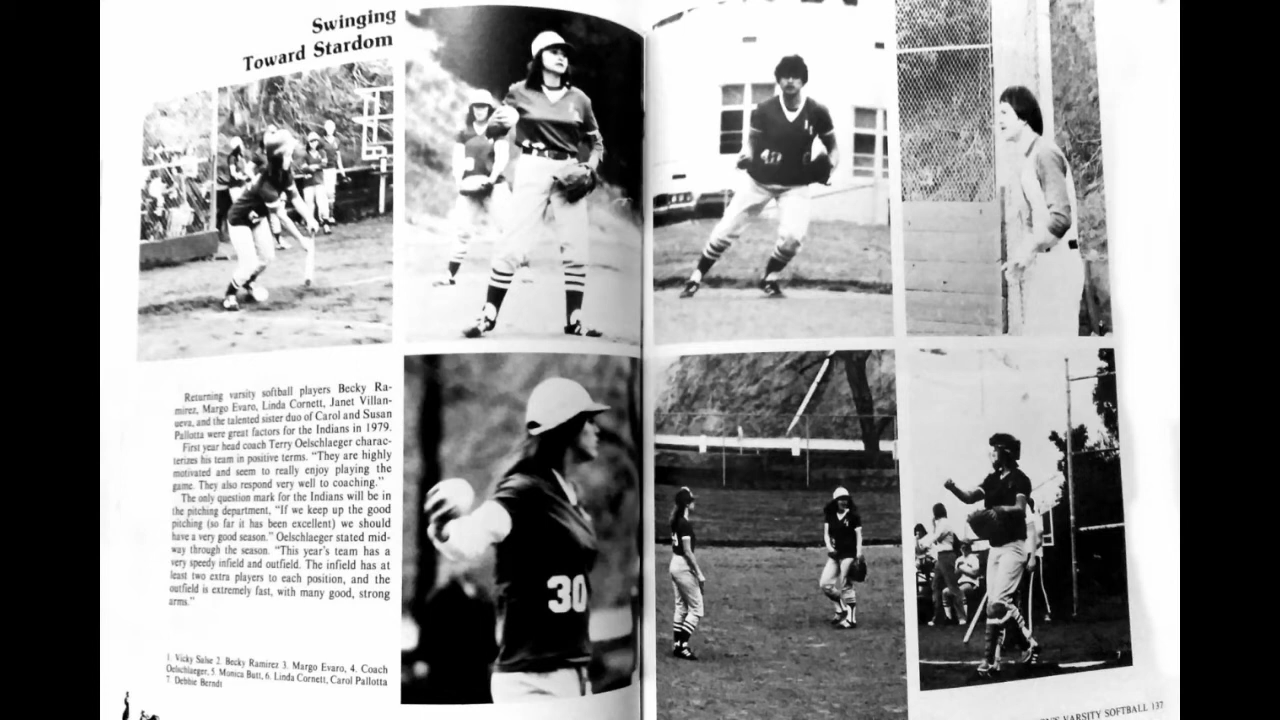 Swinging
Toward Stardom
Returning varsity softball players Becky Ra-
mirez, Margo Evaro, Linda Cornett, Janet Villan-
ueva, and the talented sister duo of Carol and Susan
Pallotta were great factors for the Indians in 1979.
First year head coach Terry Oelschlaeger charac-
terizes his team in positive terms. “They are highly
motivated and seem to really enjoy playing the
game. They also respond very well to coaching.”
The only question mark for the Indians will be in
the pitching department, “If we keep up the good
pitching (so far it has been excellent) we should
have a very good season.” Oelschlaeger stated mid-
way through the season. “This year’s team has a
very speedy infield and outfield. The infield has at
least two extra players to each position, and the
outfield is extremely fast, with many good, strong
arms.”
1. Vicky Salse 2. Becky Ramirez 3. Margo Evaro, 4. Coach
Oelschlaeger, 5. Monica Butt, 6. Linda Cornett, Carol Pallotta
7. Debbie Berndt
30
VARSITY SOFTBALL 137